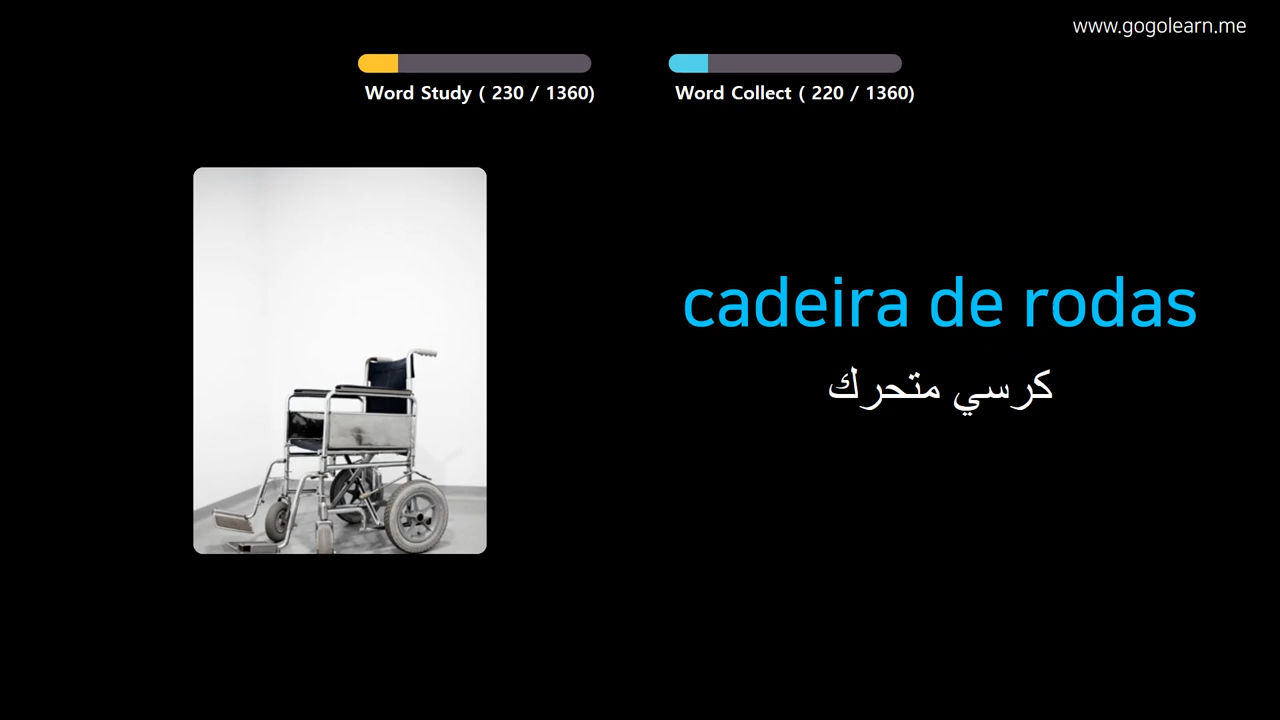 www.gogolearn.me
Word Study ( 230 / 1360)
Word Collect ( 220 / 1360)
cadeira de rodas
كرسي متحرك